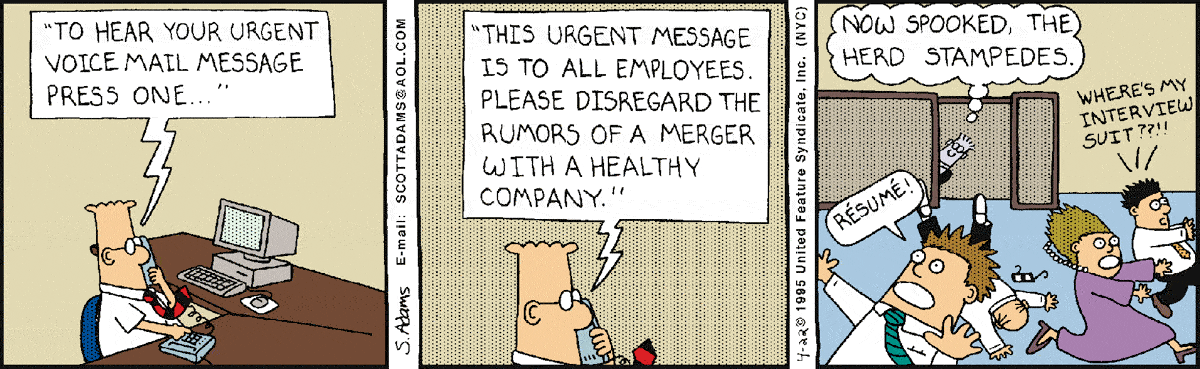 "TO HEAR YOUR URGENT
VOICE MAIL MESSAGE
PRESS ONE..."
S. Adams E-mail: SCOTTADAMS@AOL.COM
"THIS URGENT MESSAGE
IS TO ALL EMPLOYEES.
PLEASE DISREGARD THE
RUMORS OF A MERGER
WITH A HEALTHY
COMPANY."
4-22 © 1995 United Feature Syndicate, Inc. (NYC)
NOW SPOOKED, THE
HERD STAMPEDES.
WHERE'S MY
INTERVIEW
SUIT??!!
RÉSUMÉ!